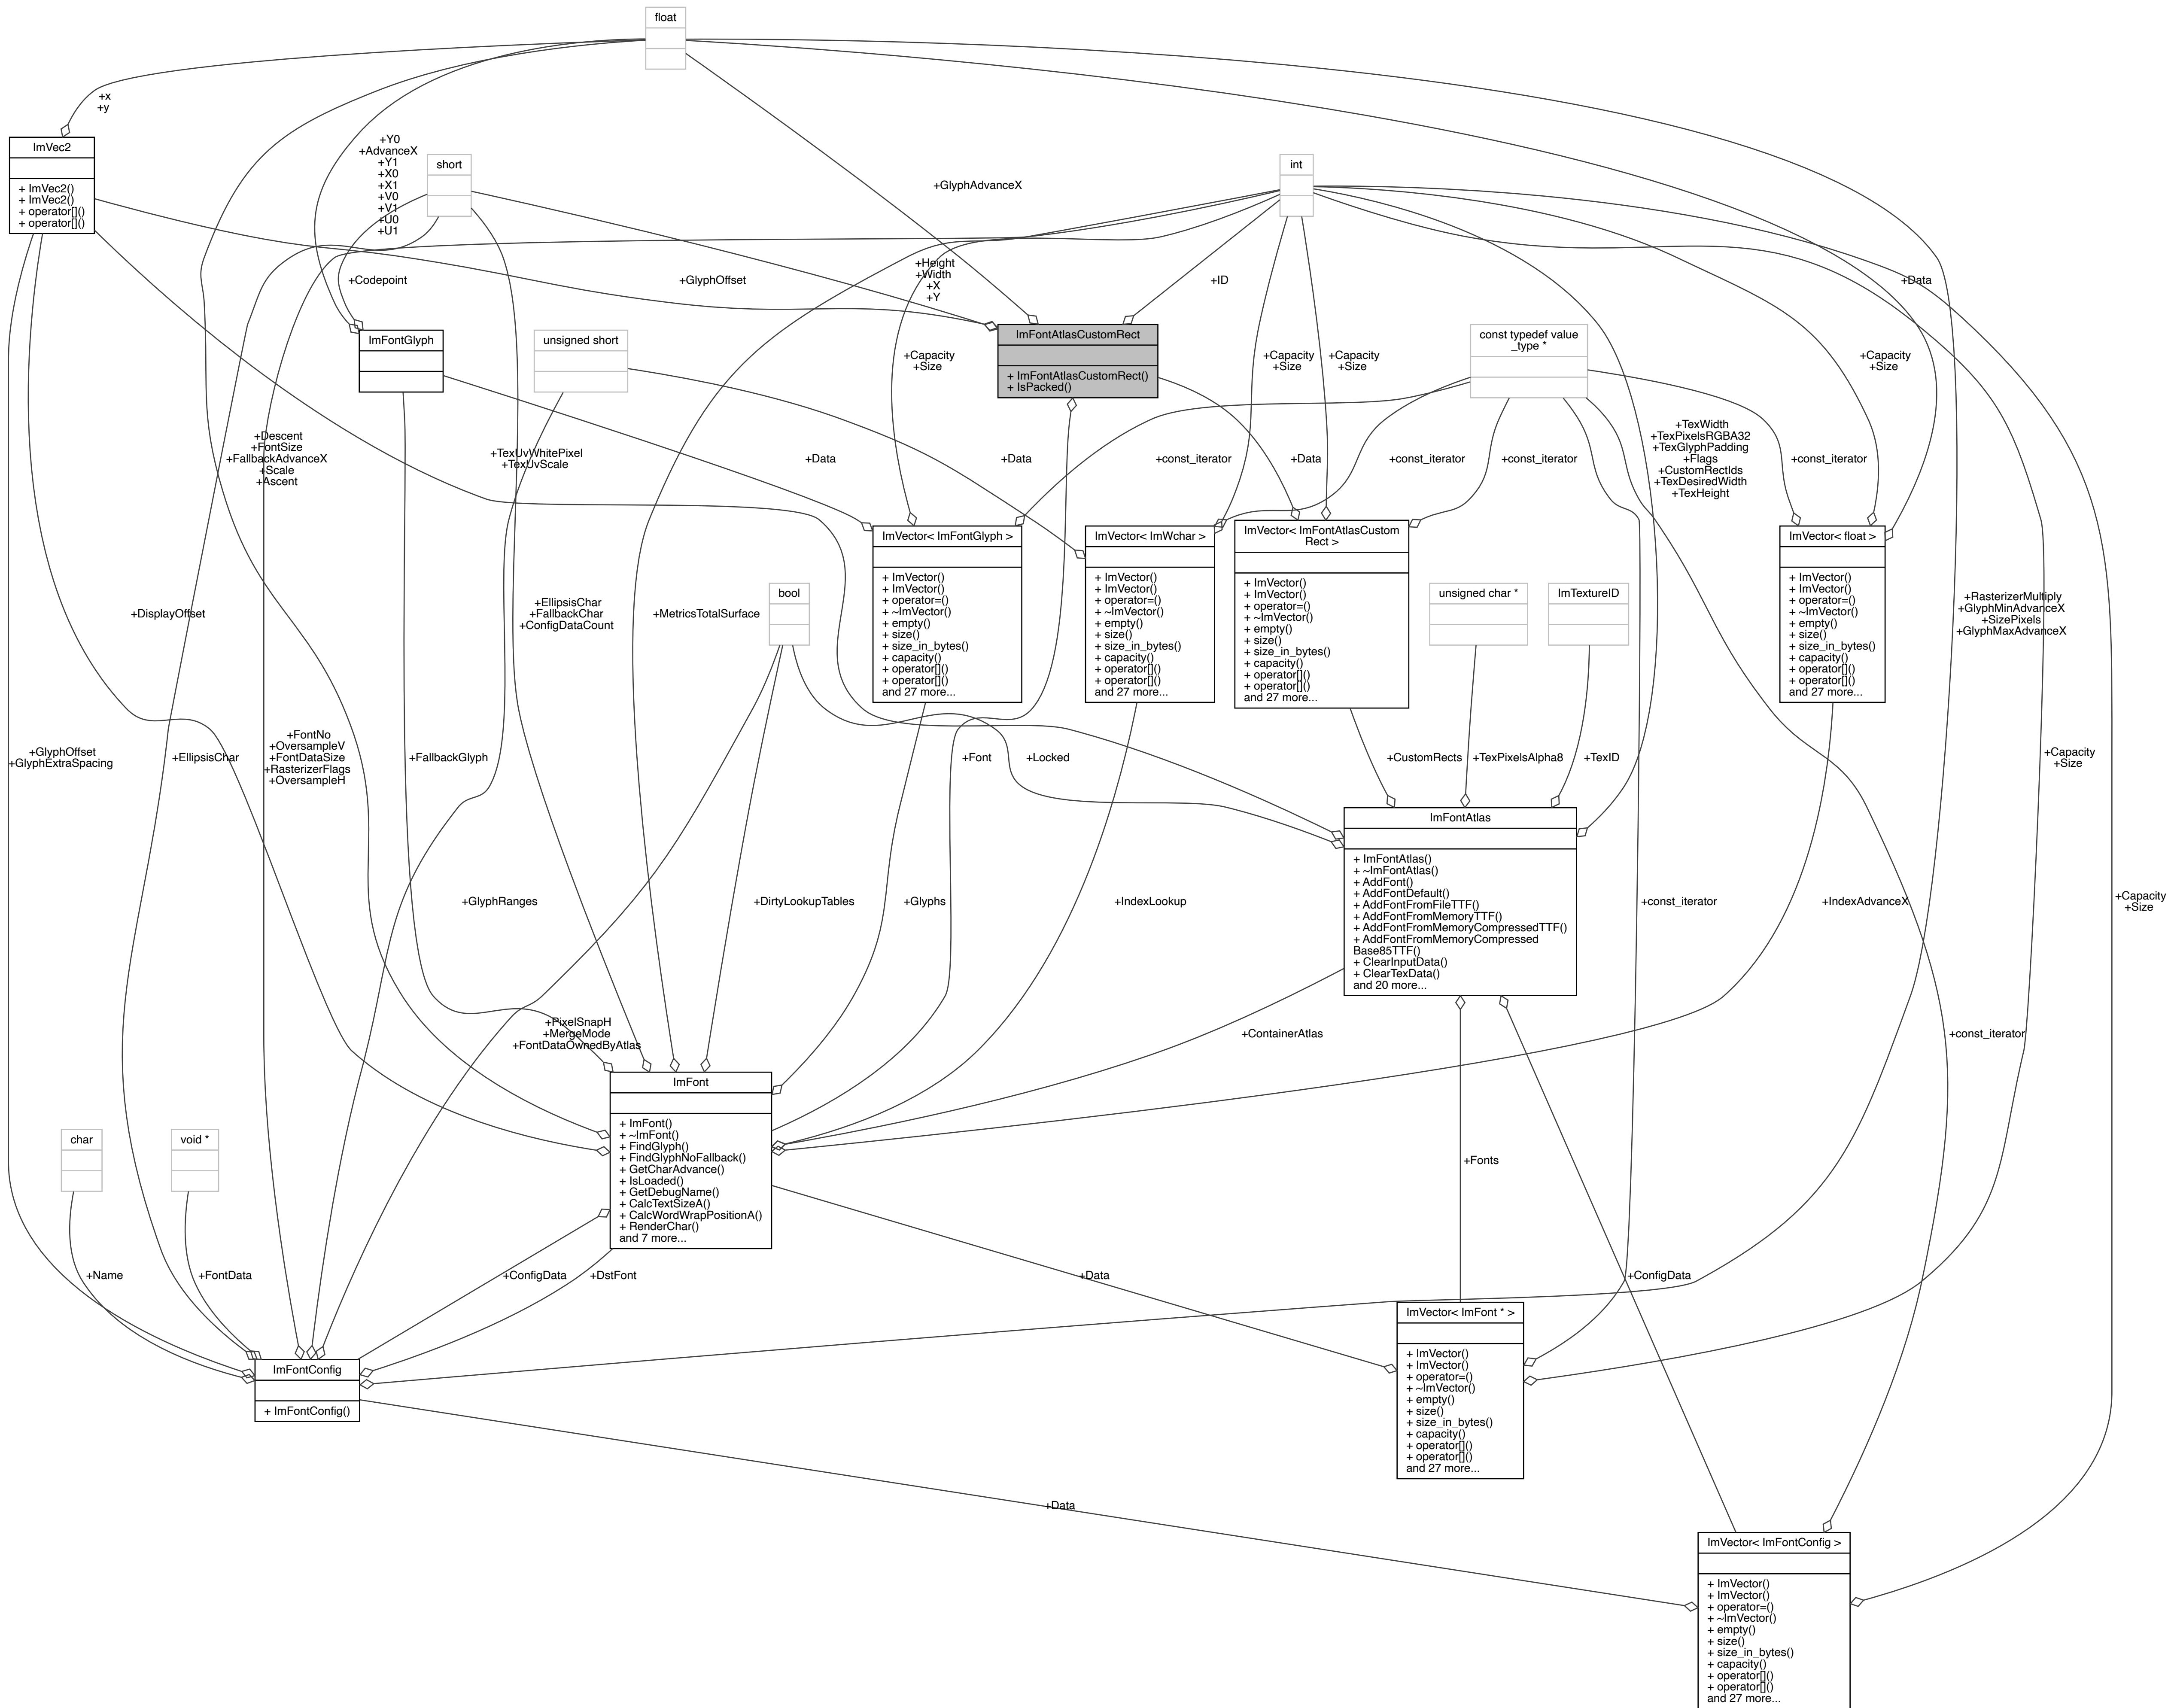 float
+x
+y
ImVec2
+ ImVec2()
+ ImVec2()
+ operator[]()
+ operator[]()
+Y0
+AdvanceX
+Y1
+X0
+X1
+V0
+V1
+U0
+U1
short
+GlyphAdvanceX
int
+Codepoint
+GlyphOffset
+Height
+Width
+X
+Y
+ID
+Data
ImFontGlyph
unsigned short
ImFontAtlasCustomRect
+ ImFontAtlasCustomRect()
+ IsPacked()
const typedef value
_type *
+Capacity
+Size
+Capacity
+Size
+Capacity
+Size
+Capacity
+Size
+Descent
+FontSize
+FallbackAdvanceX
+Scale
+Ascent
+TexUvWhitePixel
+TexUvScale
+Data
+Data
+const_iterator
+Data
+const_iterator
+const_iterator
+TexWidth
+TexPixelsRGBA32
+TexGlyphPadding
+Flags
+CustomRectIds
+TexDesiredWidth
+TexHeight
+const_iterator
ImVector< ImFontGlyph >
+ ImVector()
+ ImVector()
+ operator=()
+ ~ImVector()
+ empty()
+ size()
+ size_in_bytes()
+ capacity()
+ operator[]()
+ operator[]()
and 27 more...
ImVector< ImWchar >
+ ImVector()
+ ImVector()
+ operator=()
+ ~ImVector()
+ empty()
+ size()
+ size_in_bytes()
+ capacity()
+ operator[]()
+ operator[]()
and 27 more...
ImVector< ImFontAtlasCustom
Rect >
+ ImVector()
+ ImVector()
+ operator=()
+ ~ImVector()
+ empty()
+ size()
+ size_in_bytes()
+ capacity()
+ operator[]()
+ operator[]()
and 27 more...
ImVector< float >
+ ImVector()
+ ImVector()
+ operator=()
+ ~ImVector()
+ empty()
+ size()
+ size_in_bytes()
+ capacity()
+ operator[]()
+ operator[]()
and 27 more...
+DisplayOffset
+EllipsisChar
+FallbackChar
+ConfigDataCount
+MetricsTotalSurface
bool
unsigned char *
ImTextureID
+RasterizerMultiply
+GlyphMinAdvanceX
+SizePixels
+GlyphMaxAdvanceX
+GlyphOffset
+GlyphExtraSpacing
+EllipsisChar
+FontNo
+OversampleV
+FontDataSize
+RasterizerFlags
+OversampleH
+FallbackGlyph
+Font
+Locked
+CustomRects
+TexPixelsAlpha8
+TexID
+Capacity
+Size
ImFontAtlas
+ ImFontAtlas()
+ ~ImFontAtlas()
+ AddFont()
+ AddFontDefault()
+ AddFontFromFileTTF()
+ AddFontFromMemoryTTF()
+ AddFontFromMemoryCompressedTTF()
+ AddFontFromMemoryCompressed
Base85TTF()
+ ClearInputData()
+ ClearTexData()
and 20 more...
+GlyphRanges
+DirtyLookupTables
+Glyphs
+IndexLookup
+const_iterator
+IndexAdvanceX
+Capacity
+Size
+PixelSnapH
+MergeMode
+FontDataOwnedByAtlas
+ContainerAtlas
+const_iterator
ImFont
+ ImFont()
+ ~ImFont()
+ FindGlyph()
+ FindGlyphNoFallback()
+ GetCharAdvance()
+ IsLoaded()
+ GetDebugName()
+ CalcTextSizeA()
+ CalcWordWrapPositionA()
+ RenderChar()
and 7 more...
char
void *
+Fonts
+Name
+FontData
+ConfigData
+DstFont
+Data
+ConfigData
ImVector< ImFont * >
+ ImVector()
+ ImVector()
+ operator=()
+ ~ImVector()
+ empty()
+ size()
+ size_in_bytes()
+ capacity()
+ operator[]()
+ operator[]()
and 27 more...
ImFontConfig
+ ImFontConfig()
+Data
ImVector< ImFontConfig >
+ ImVector()
+ ImVector()
+ operator=()
+ ~ImVector()
+ empty()
+ size()
+ size_in_bytes()
+ capacity()
+ operator[]()
+ operator[]()
and 27 more...